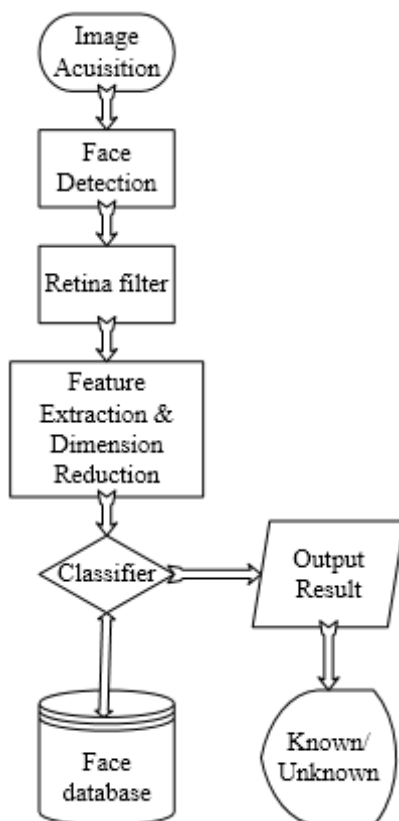 Image
Acuisition
Face
Detection
Retina filter
Feature
Extraction &
Dimension
Reduction
Classifier
Output
Result
Face
database
Known/
Unknown